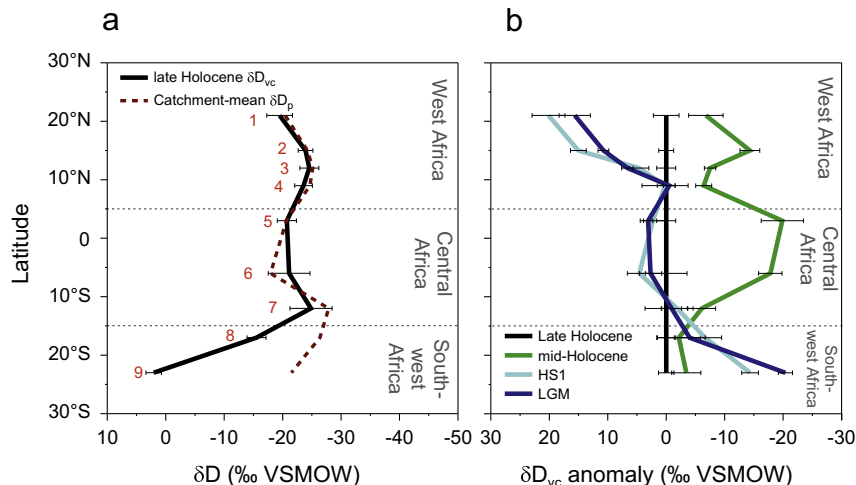 a
b
30°N
20°N
10°N
0
10°S
20°S
30°S
Latitude
late Holocene δDvc
Catchment-mean δDp
1
2
3
4
5
6
7
8
9
West Africa
Central
Africa
South-
west
Africa
10 0 -10 -20 -30 -40 -50
δD (‰ VSMOW)
West Africa
Central
Africa
South-
west Africa
Late Holocene
mid-Holocene
HS1
LGM
30 20 10 0 -10 -20 -30
δDvc anomaly (‰ VSMOW)